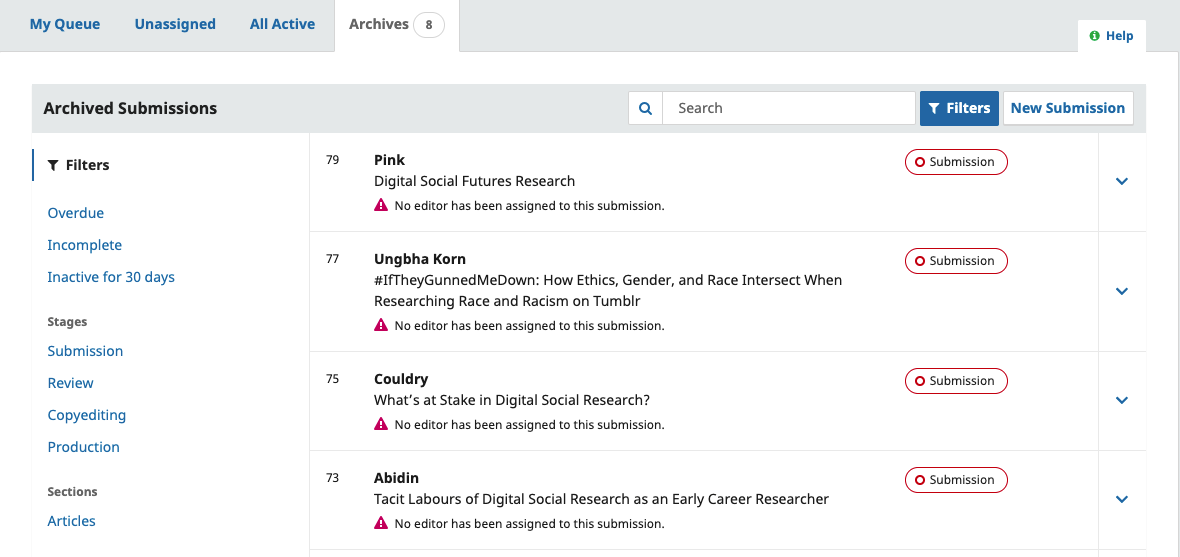 My Queue
Unassigned
All Active
Archives 8
Help
Archived Submissions
Search
Filters
New Submission
Filters
Overdue
Incomplete
Inactive for 30 days
Stages
Submission
Review
Copyediting
Production
Sections
Articles
79
Pink
Digital Social Futures Research
No editor has been assigned to this submission.
Submission
77
Ungbha Korn
#IfTheyGunnedMeDown: How Ethics, Gender, and Race Intersect When
Researching Race and Racism on Tumblr
No editor has been assigned to this submission.
Submission
75
Couldry
What’s at Stake in Digital Social Research?
No editor has been assigned to this submission.
Submission
73
Abidin
Tacit Labours of Digital Social Research as an Early Career Researcher
No editor has been assigned to this submission.
Submission